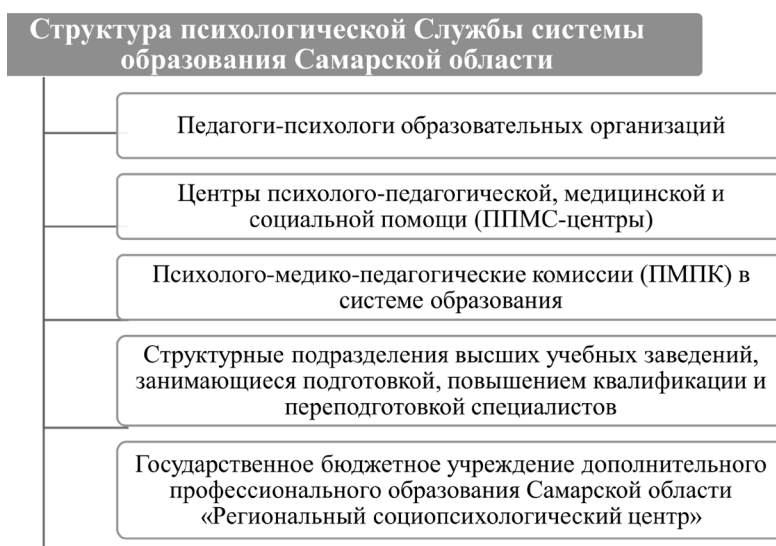 Структура психологической Службы системы
образования Самарской области
Педагоги-психологи образовательных организаций
Центры психолого-педагогической, медицинской и
социальной помощи (ППМС-центры)
Психолого-медико-педагогические комиссии (ПМПК) в
системе образования
Структурные подразделения высших учебных заведений,
занимающиеся подготовкой, повышением квалификации и
переподготовкой специалистов
Государственное бюджетное учреждение дополнительного
профессионального образования Самарской области
«Региональный социопсихологический центр»